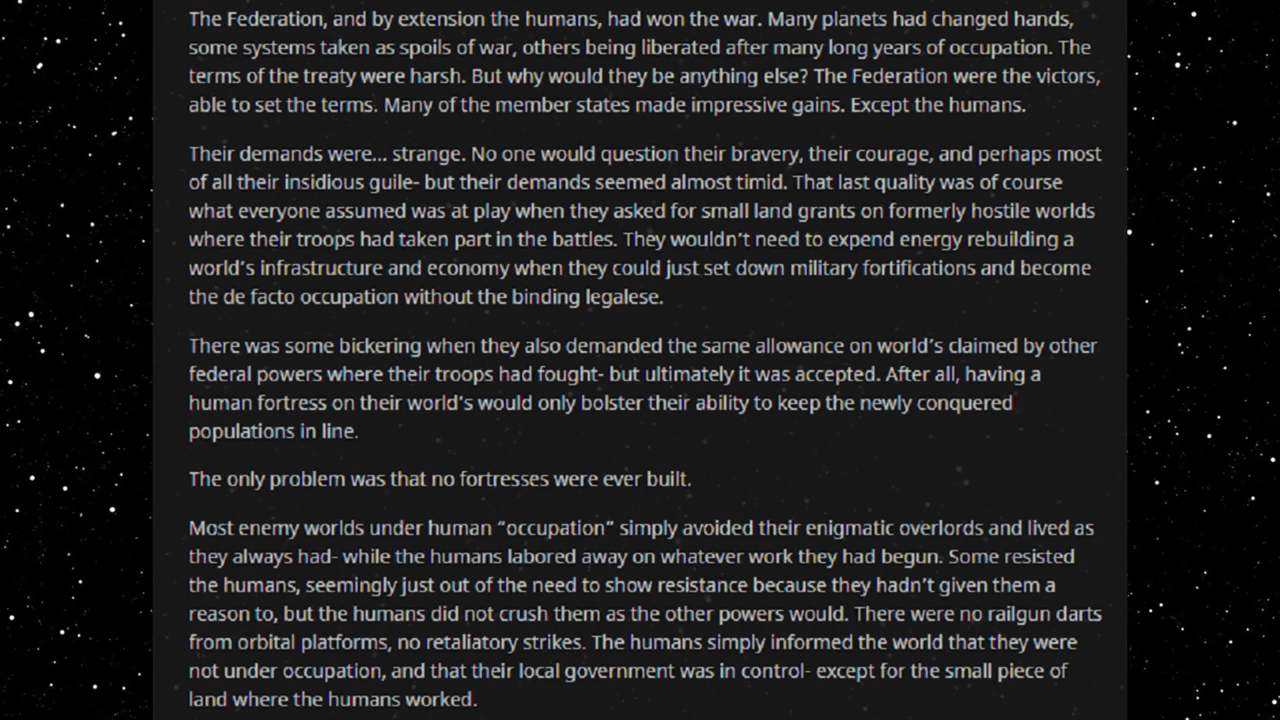 The Federation, and by extension the humans, had won the war. Many planets had changed hands,
some systems taken as spoils of war, others being liberated after many long years of occupation. The
terms of the treaty were harsh. But why would they be anything else? The Federation were the victors,
able to set the terms. Many of the member states made impressive gains. Except the humans.
Their demands were... strange. No one would question their bravery, their courage, and perhaps most
of all their insidious guile- but their demands seemed almost timid. That last quality was of course
what everyone assumed was at play when they asked for small land grants on formerly hostile worlds
where their troops had taken part in the battles. They wouldn't need to expend energy rebuilding a
world's infrastructure and economy when they could just set down military fortifications and become
the de facto occupation without the binding legalese.
There was some bickering when they also demanded the same allowance on world's claimed by other
federal powers where their troops had fought- but ultimately it was accepted. After all, having a
human fortress on their world's would only bolster their ability to keep the newly conquered
populations in line.
The only problem was that no fortresses were ever built.
Most enemy worlds under human “occupation” simply avoided their enigmatic overlords and lived as
they always had- while the humans labored away on whatever work they had begun. Some resisted
the humans, seemingly just out of the need to show resistance because they hadn't given them a
reason to, but the humans did not crush them as the other powers would. There were no railgun darts
from orbital platforms, no retaliatory strikes. The humans simply informed the world that they were
not under occupation, and that their local government was in control- except for the small piece of
land where the humans worked.